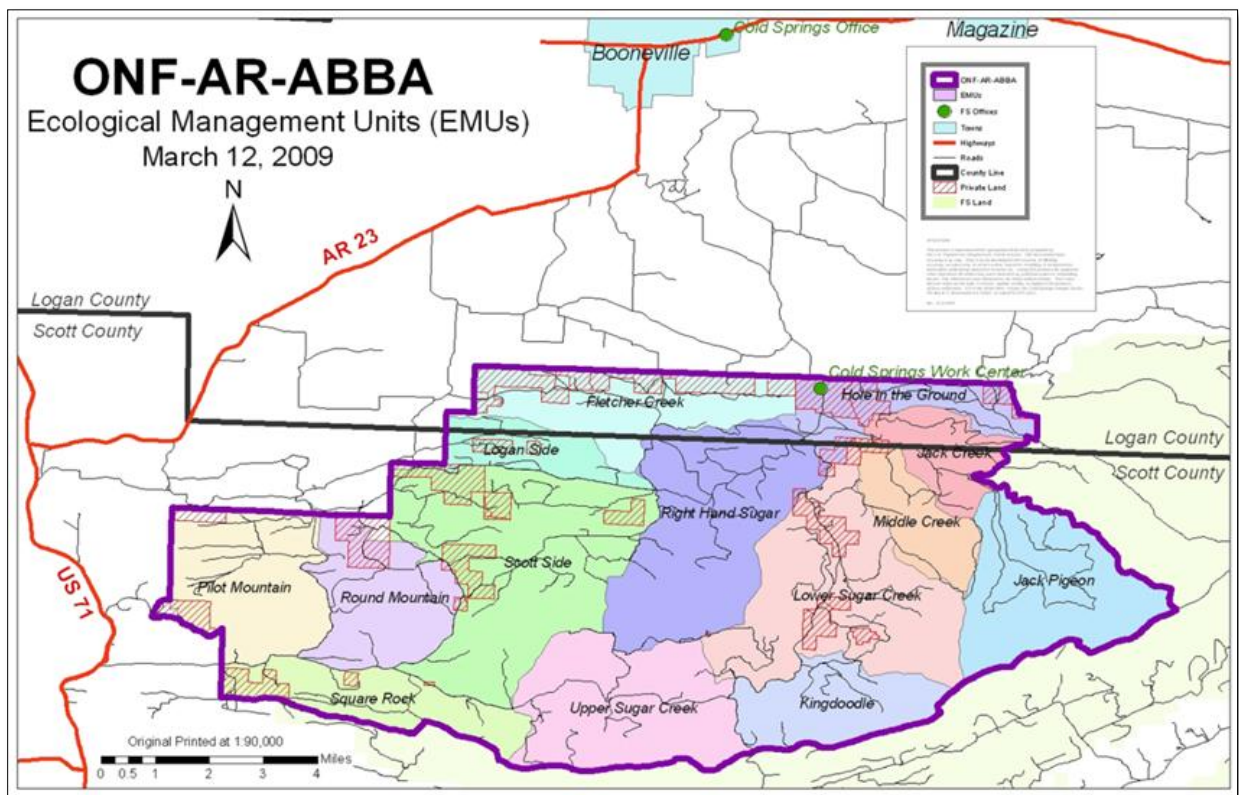 ONF-AR-ABBA
Ecological Management Units (EMUs)
March 12, 2009
N
Booneville
Cold Springs Office
Magazine
ONF-AR-ABBA
EMUs
FS Offices
Towns
Highways
Roads
County Line
Private Land
FS Land
AR 23
Logan County
Scott County
US 71
Cold Springs Work Center
Hole in the Ground
Fletcher Creek
Logan County
Scott County
Logan Side
Jack Creek
Right Hand Sugar
Middle Creek
Scott Side
Pilot Mountain
Round Mountain
Lower Sugar Creek
Jack Pigeon
Square Rock
Upper Sugar Creek
Kingdoodle
Original Printed at 1:90,000
Miles
0 0.5 1 2 3 4